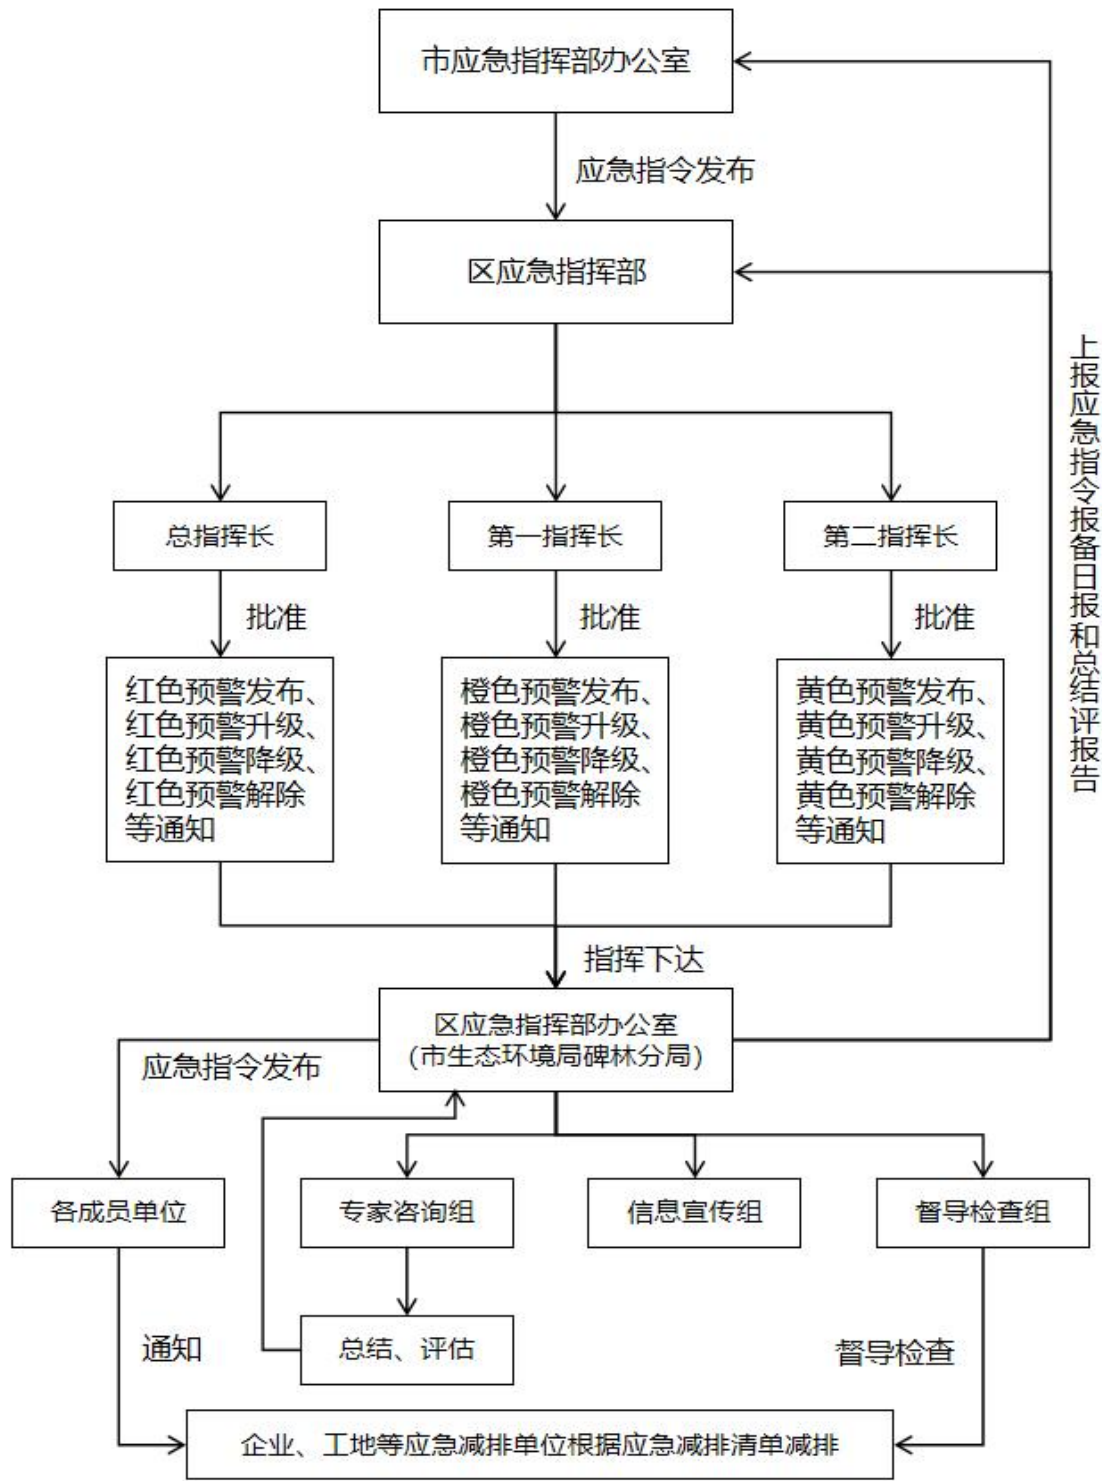 市应急指挥部办公室
应急指令发布
区应急指挥部
上报应急指令报备日报和总结评报告
总指挥长
第一指挥长
第二指挥长
批准
批准
批准
红色预警发布、
红色预警升级、
红色预警降级、
红色预警解除
等通知
橙色预警发布、
橙色预警升级、
橙色预警降级、
橙色预警解除
等通知
黄色预警发布、
黄色预警升级、
黄色预警降级、
黄色预警解除
等通知
指挥下达
区应急指挥部办公室
(市生态环境局碑林分局)
应急指令发布
各成员单位
专家咨询组
信息宣传组
督导检查组
通知
总结、评估
督导检查
企业、工地等应急减排单位根据应急减排清单减排